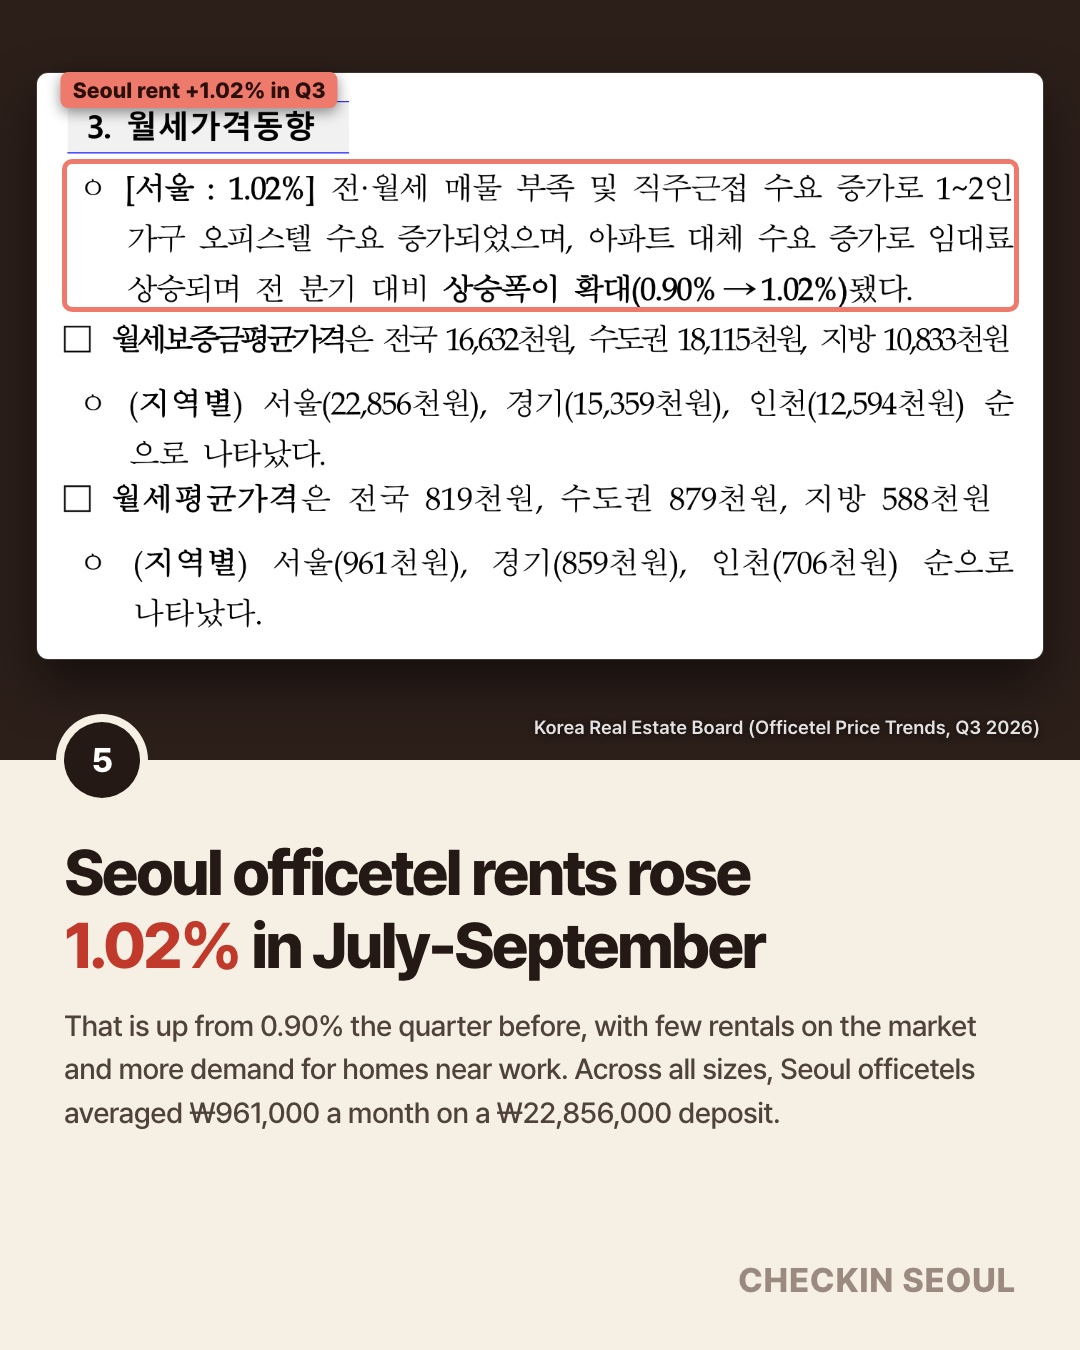 Seoul rent +1.02% in Q3
3. 월세가격동향
ㅇ [서울 : 1.02%] 전·월세 매물 부족 및 직주근접 수요 증가로 1~2인
가구 오피스텔 수요 증가되었으며, 아파트 대체 수요 증가로 임대료
상승되며 전 분기 대비 상승폭이 확대(0.90% → 1.02%)됐다.
□ 월세보증금평균가격은 전국 16,632천원, 수도권 18,115천원, 지방 10,833천원
ㅇ (지역별) 서울(22,856천원), 경기(15,359천원), 인천(12,594천원) 순
으로 나타났다.
□ 월세평균가격은 전국 819천원, 수도권 879천원, 지방 588천원
ㅇ (지역별) 서울(961천원), 경기(859천원), 인천(706천원) 순으로
나타났다.
Korea Real Estate Board (Officetel Price Trends, Q3 2026)
5
Seoul officetel rents rose
1.02% in July-September
That is up from 0.90% the quarter before, with few rentals on the market
and more demand for homes near work. Across all sizes, Seoul officetels
averaged ₩961,000 a month on a ₩22,856,000 deposit.
CHECKIN SEOUL